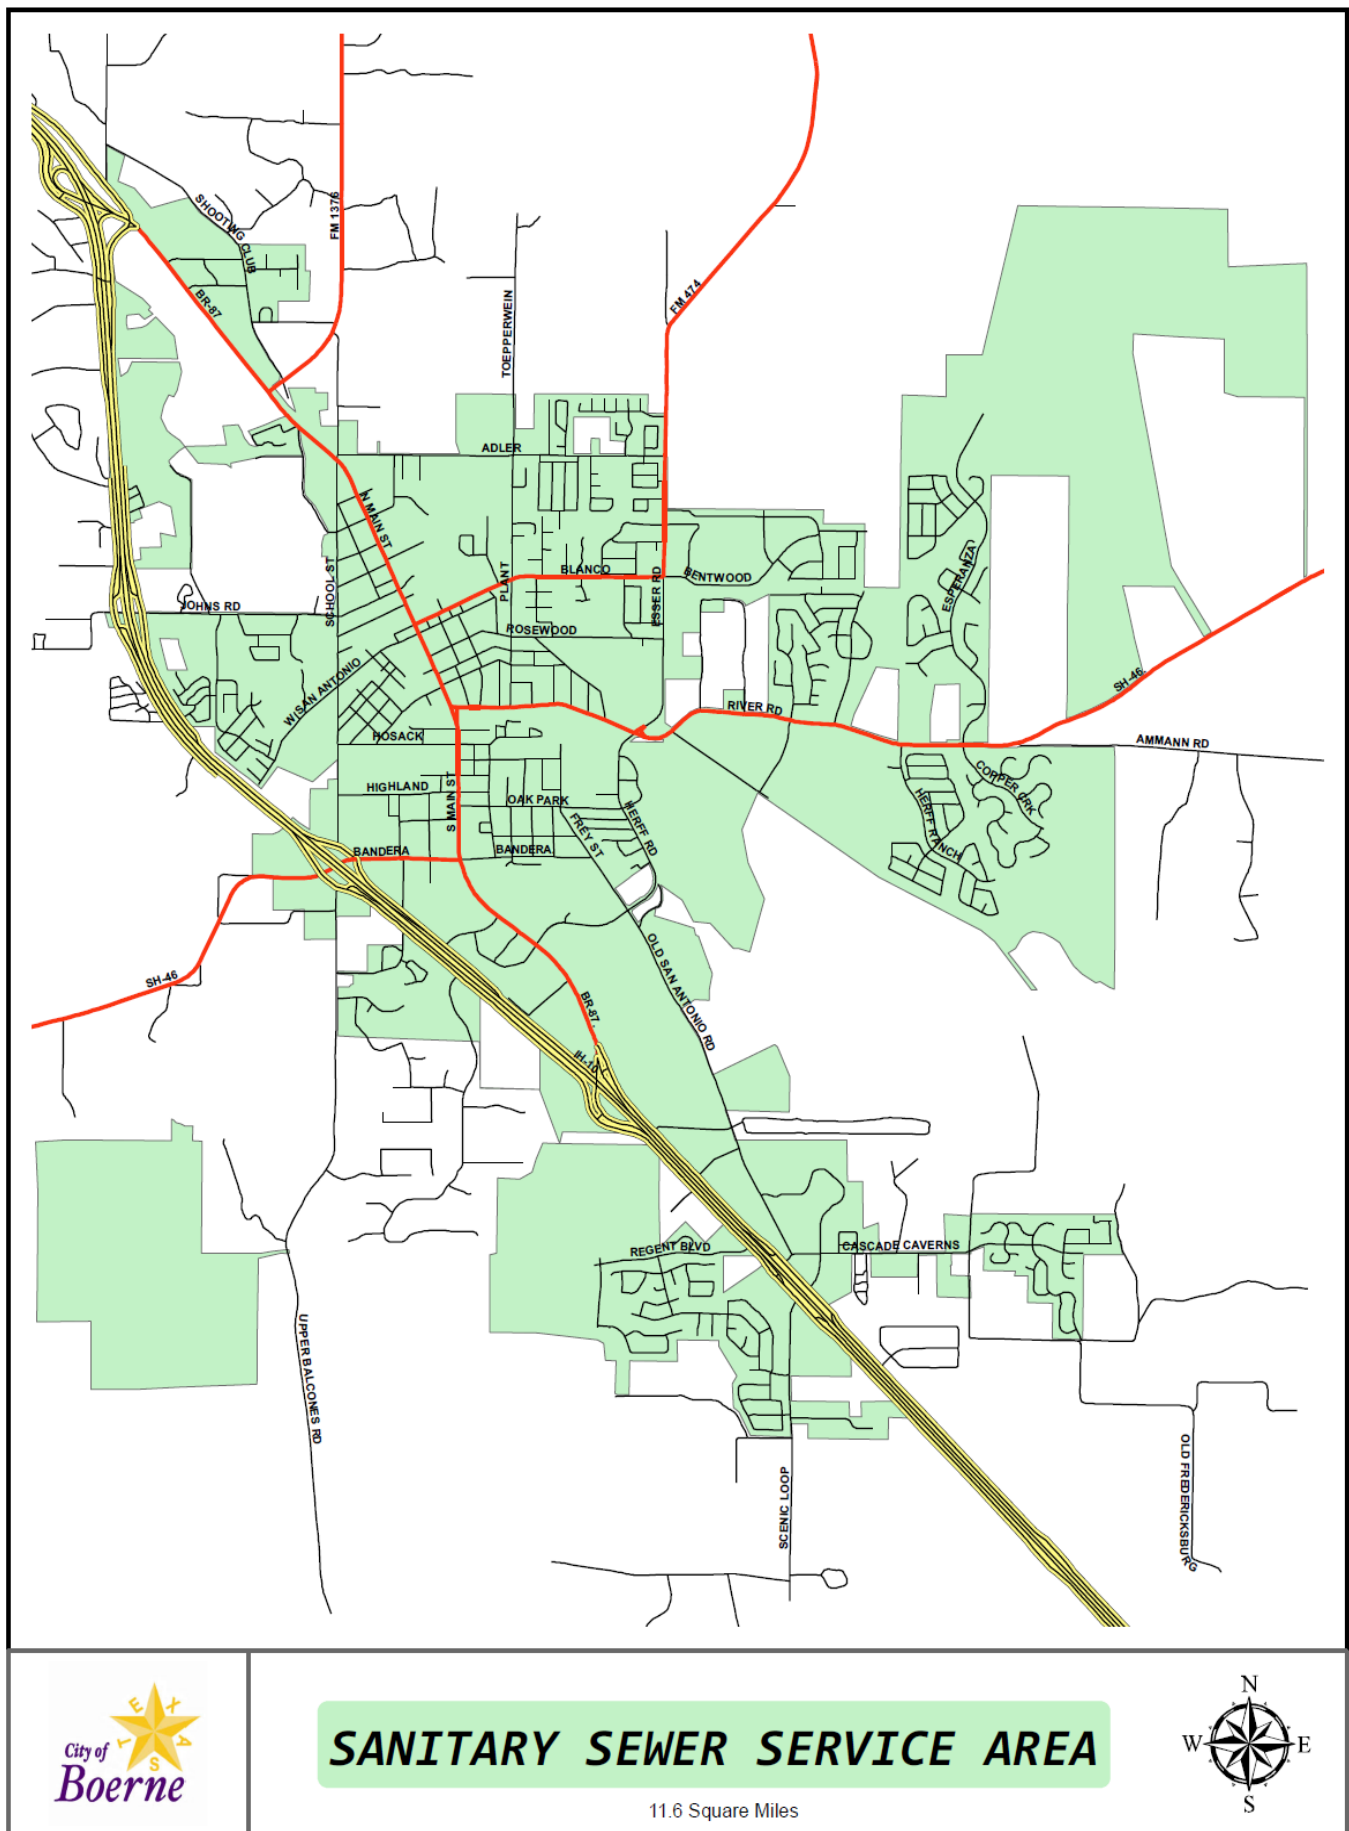 SHOOTING CLUB
FM 1376
BR-87
TOEPPERWEIN
FM 474
ADLER
N MAIN ST
SCHOOL ST
PLANT
BLANCO
ESSER RD
BENTWOOD
ESPERANZA
JOHNS RD
ROSEWOOD
W SAN ANTONIO
SH-46
RIVER RD
HOSACK
AMMANN RD
HIGHLAND
S MAIN ST
OAK PARK
FREY ST
HERFF RD
COPPER CRK
HERFF RANCH
BANDERA
BANDERA
SH-46
OLD SAN ANTONIO RD
BR-87
IH-10
REGENT BLVD
CASCADE CAVERNS
UPPER BALCONES RD
SCENIC LOOP
OLD FREDERICKSBURG
TEXAS
City of
Boerne
SANITARY SEWER SERVICE AREA
11.6 Square Miles
N
W
E
S